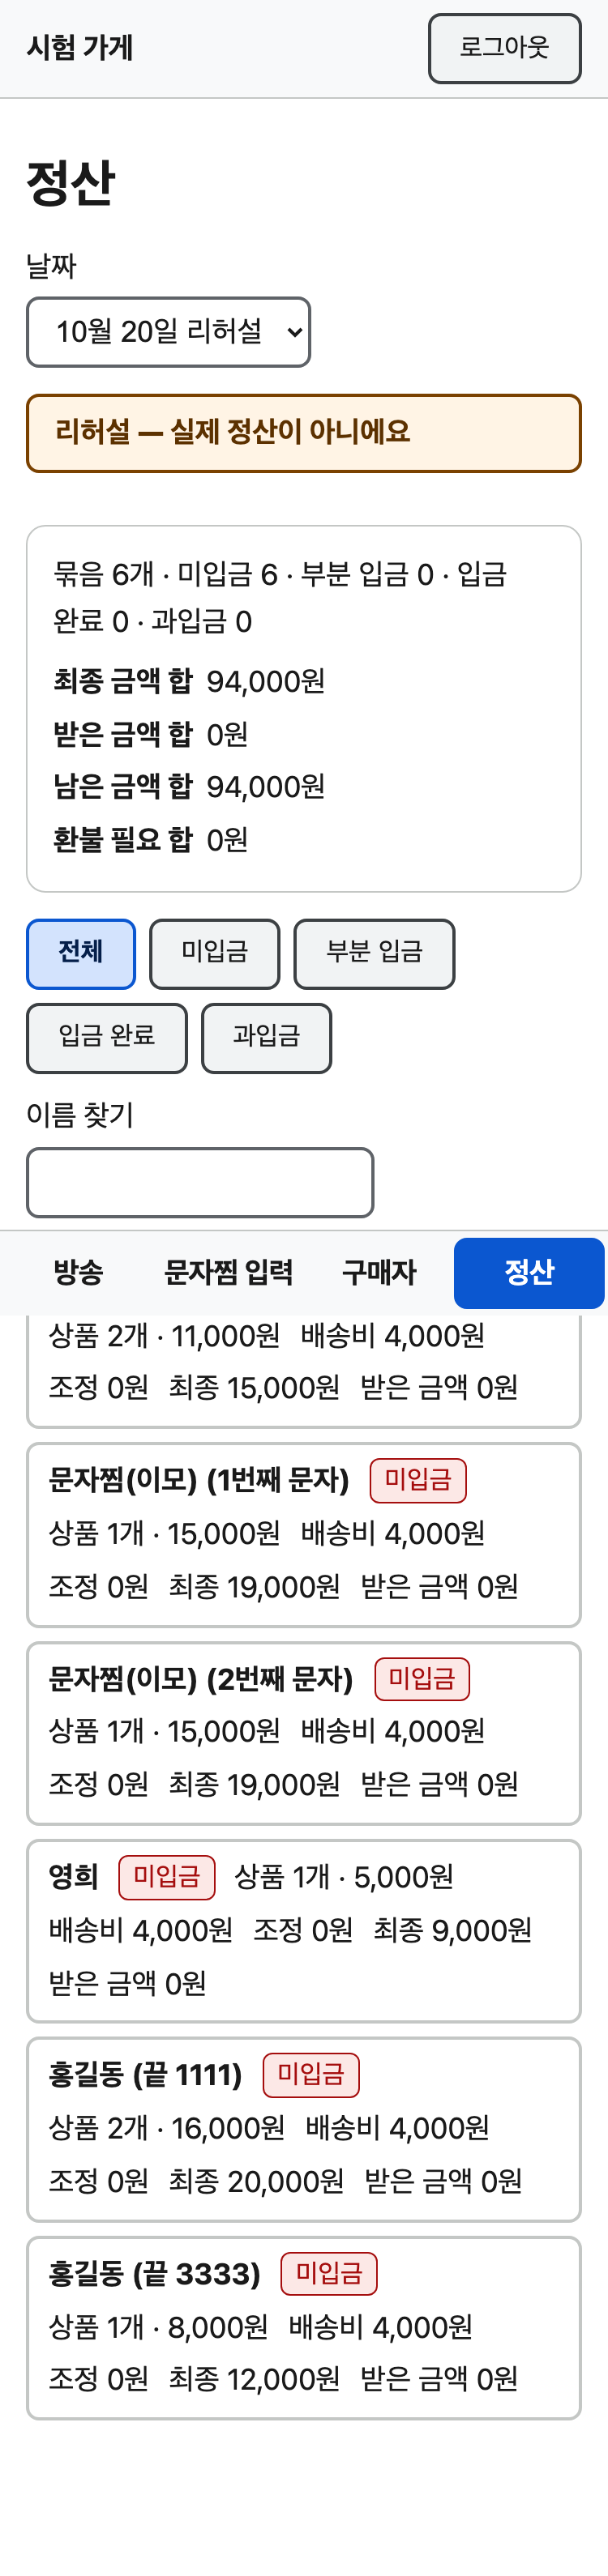 시험 가게
로그아웃
정산
날짜
10월 20일 리허설
리허설 — 실제 정산이 아니에요
묶음 6개 · 미입금 6 · 부분 입금 0 · 입금
완료 0 · 과입금 0
최종 금액 합 94,000원
받은 금액 합 0원
남은 금액 합 94,000원
환불 필요 합 0원
전체 미입금 부분 입금
입금 완료 과입금
이름 찾기
방송 문자찜 입력 구매자 정산
상품 2개 · 11,000원 배송비 4,000원
조정 0원 최종 15,000원 받은 금액 0원
문자찜(이모) (1번째 문자) 미입금
상품 1개 · 15,000원 배송비 4,000원
조정 0원 최종 19,000원 받은 금액 0원
문자찜(이모) (2번째 문자) 미입금
상품 1개 · 15,000원 배송비 4,000원
조정 0원 최종 19,000원 받은 금액 0원
영희 미입금 상품 1개 · 5,000원
배송비 4,000원 조정 0원 최종 9,000원
받은 금액 0원
홍길동 (끝 1111) 미입금
상품 2개 · 16,000원 배송비 4,000원
조정 0원 최종 20,000원 받은 금액 0원
홍길동 (끝 3333) 미입금
상품 1개 · 8,000원 배송비 4,000원
조정 0원 최종 12,000원 받은 금액 0원